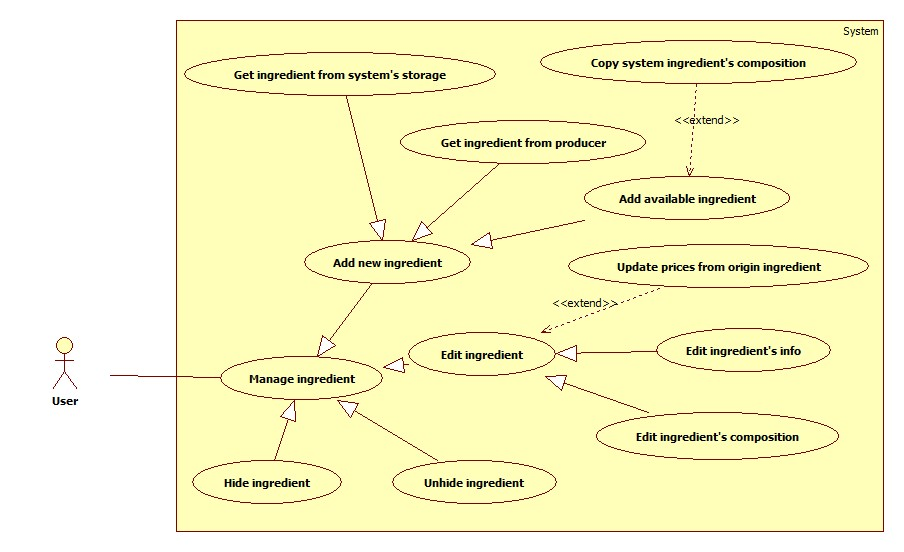 System
Get ingredient from system's storage
Copy system ingredient's composition
<<extend>>
Get ingredient from producer
Add available ingredient
Add new ingredient
Update prices from origin ingredient
<<extend>>
Edit ingredient
Edit ingredient's info
Manage ingredient
User
Edit ingredient's composition
Hide ingredient
Unhide ingredient